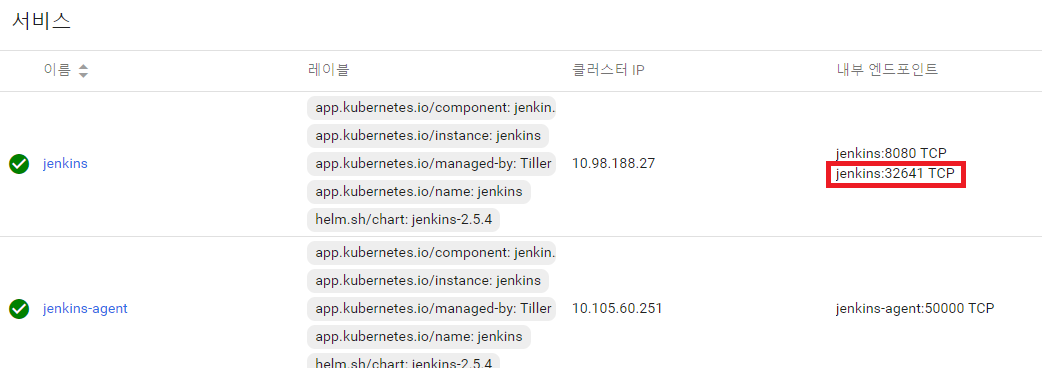 서비스
이름 레이블 클러스터 IP 내부 엔드포인트
app.kubernetes.io/component: jenkin.
app.kubernetes.io/instance: jenkins
jenkins app.kubernetes.io/managed-by: Tiller 10.98.188.27 jenkins:8080 TCP
jenkins:32641 TCP
app.kubernetes.io/name: jenkins
helm.sh/chart: jenkins-2.5.4
app.kubernetes.io/component: jenkin.
app.kubernetes.io/instance: jenkins
jenkins-agent app.kubernetes.io/managed-by: Tiller 10.105.60.251 jenkins-agent:50000 TCP
app.kubernetes.io/name: jenkins
helm.sh/chart: jenkins-2.5.4